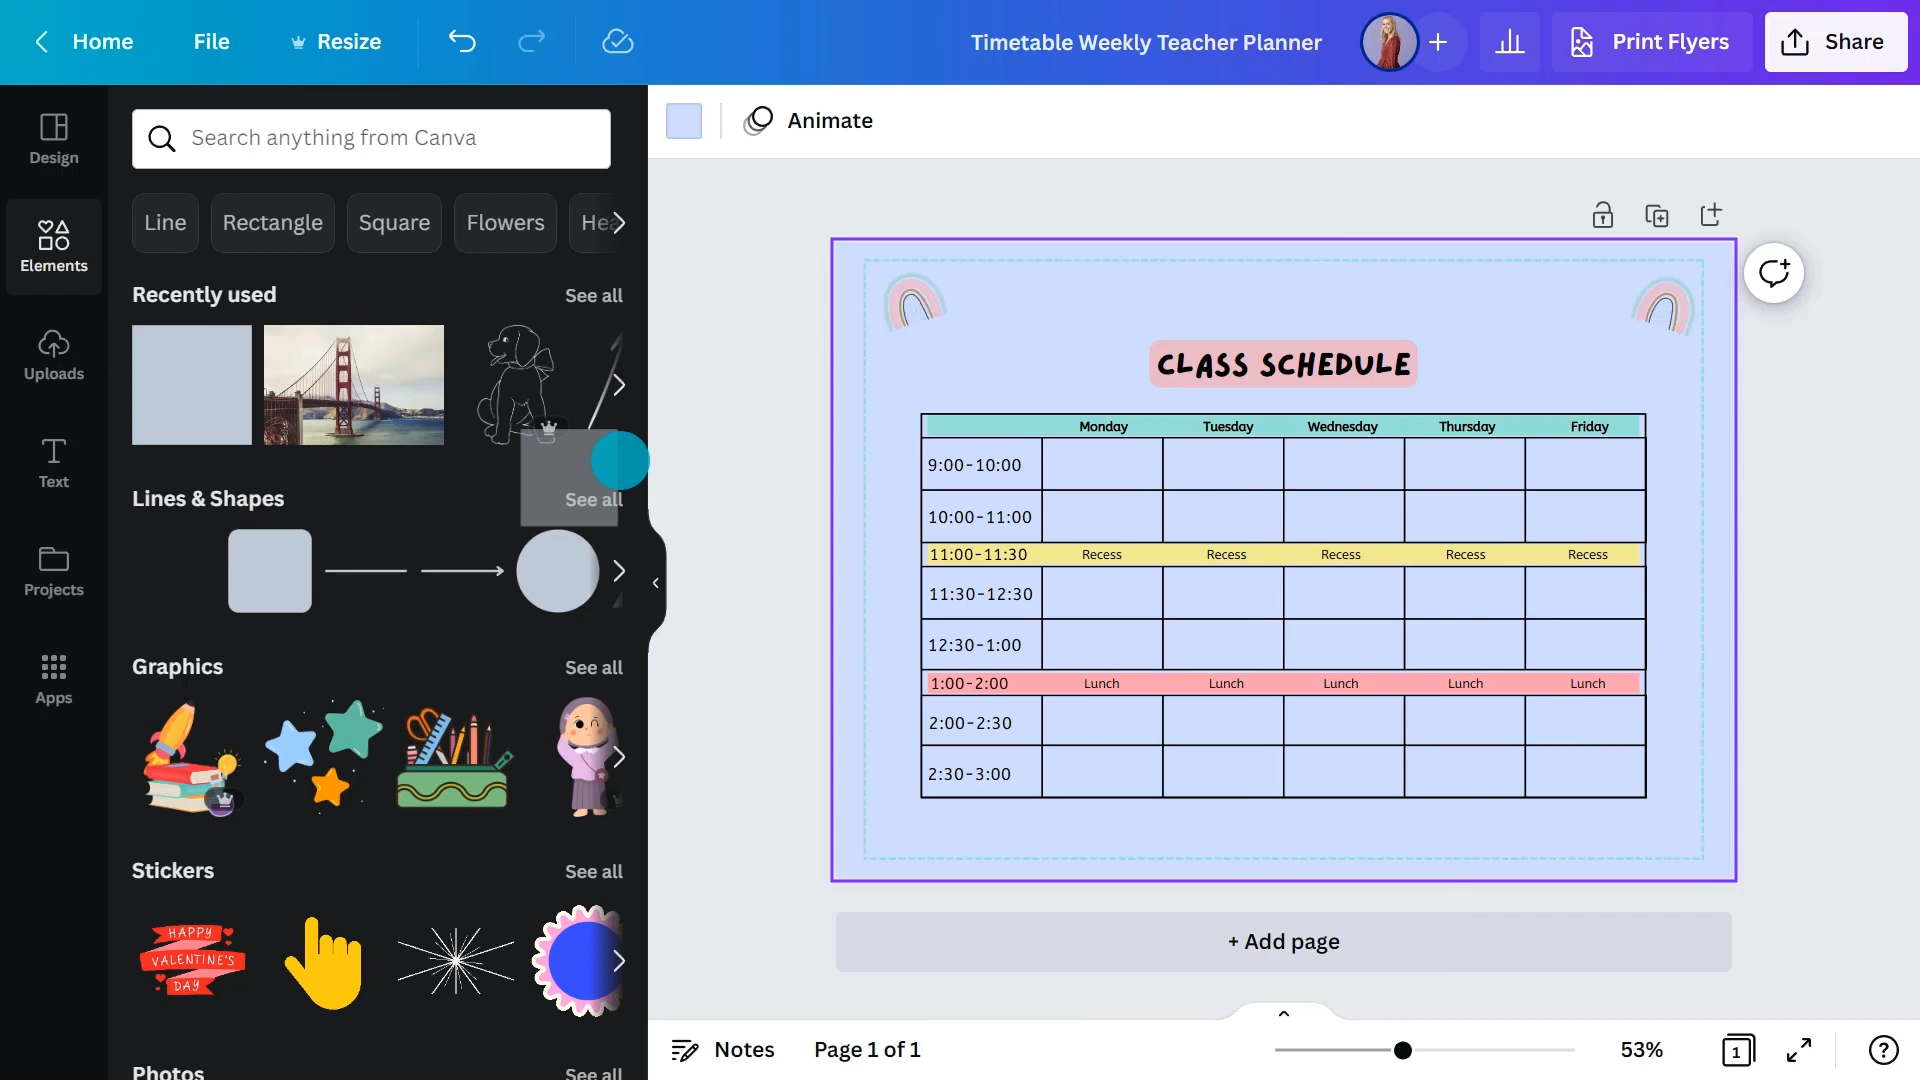 Home File Resize Timetable Weekly Teacher Planner Print Flyers Share
Design
Elements
Uploads
Text
Projects
Apps
Search anything from Canva
Line Rectangle Square Flowers Hea
Recently used See all
Lines & Shapes See all
Graphics See all
Stickers See all
HAPPY
VALENTINE'S
DAY
Photos See all
Animate
CLASS SCHEDULE
Monday Tuesday Wednesday Thursday Friday
9:00-10:00
10:00-11:00
11:00-11:30 Recess Recess Recess Recess Recess
11:30-12:30
12:30-1:00
1:00-2:00 Lunch Lunch Lunch Lunch Lunch
2:00-2:30
2:30-3:00
+ Add page
Notes Page 1 of 1 53% 1